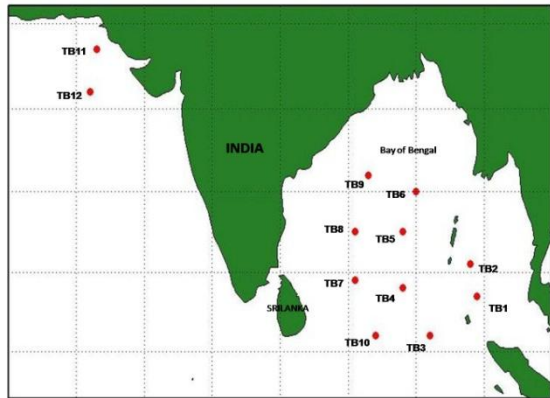 TB11
TB12
INDIA
Bay of Bengal
TB9
TB6
TB8
TB5
TB2
TB7
TB4
TB1
SRILANKA
TB10
TB3